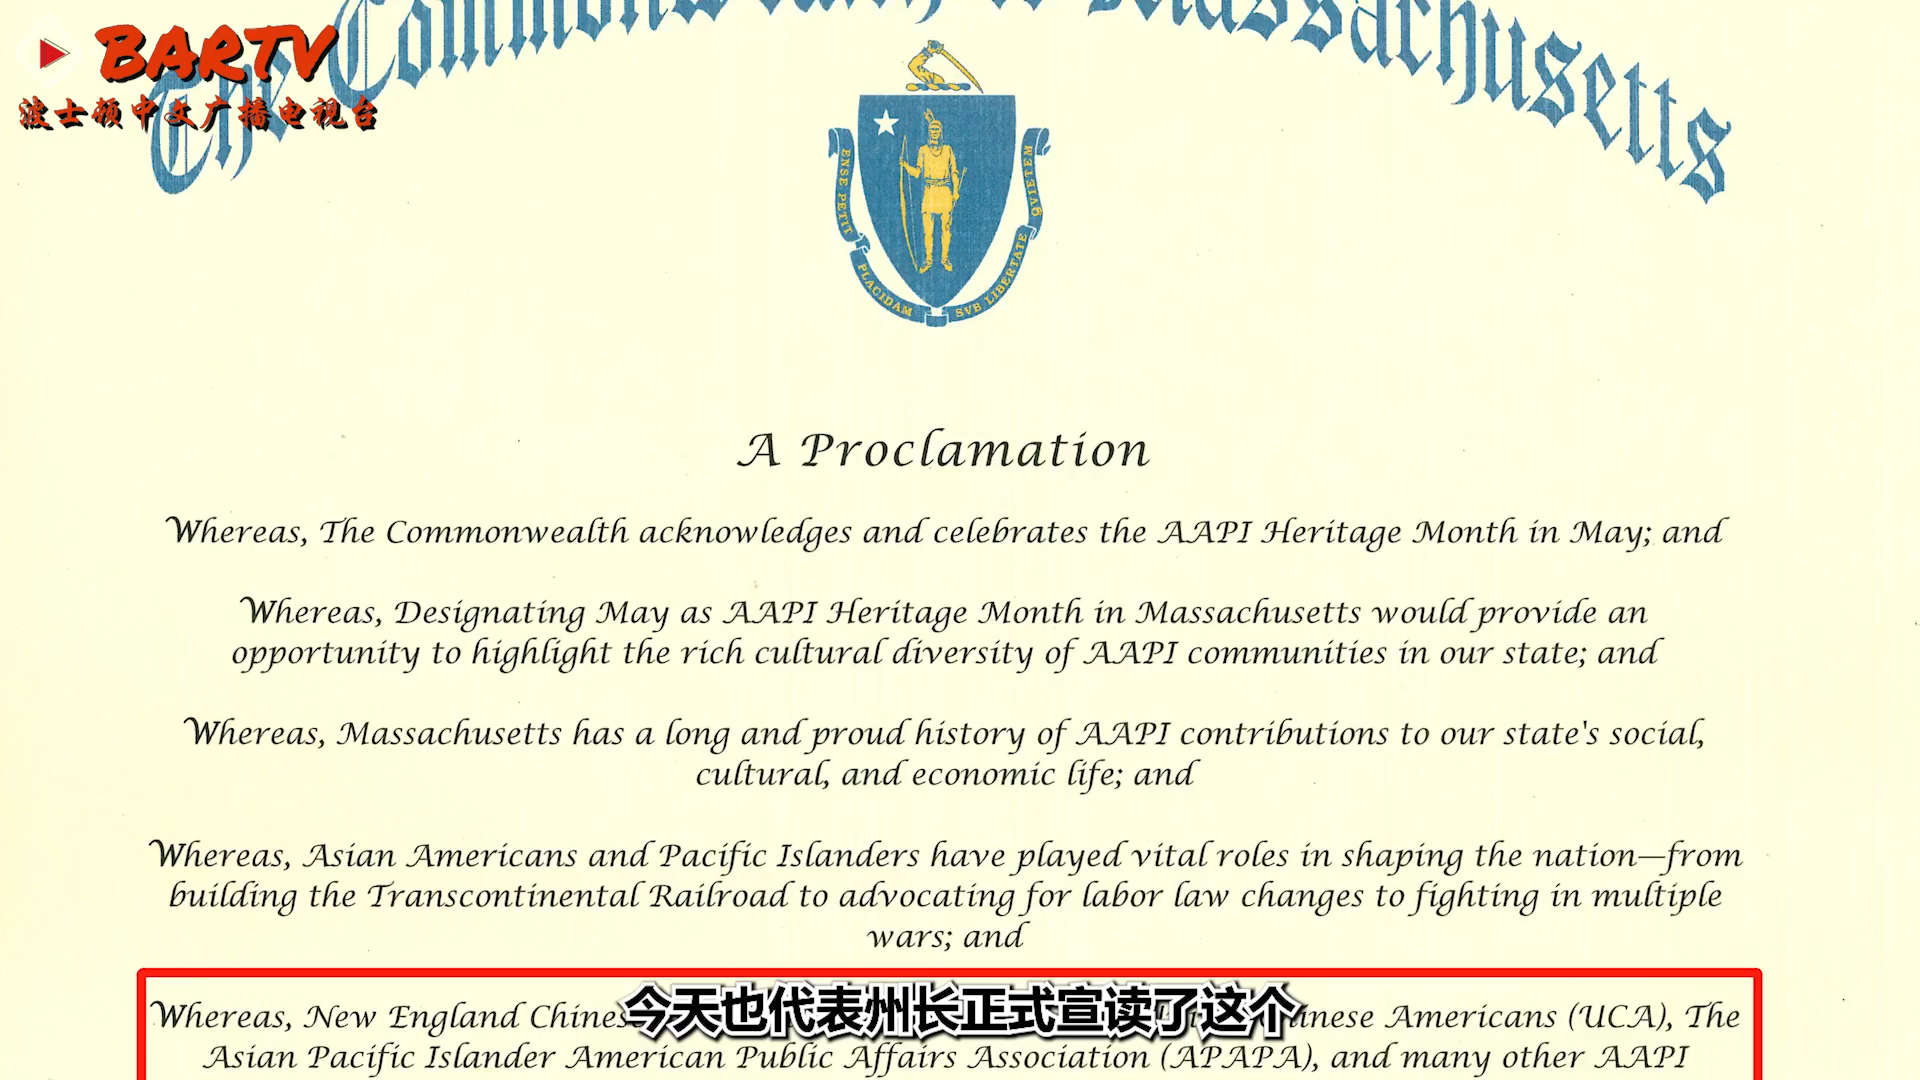 The Commonwealth of Massachusetts
BARTV
波士顿中文广播电视台
ENSE PETIT PLACIDAM SVB LIBERTATE QVIETEM
A Proclamation
Whereas, The Commonwealth acknowledges and celebrates the AAPI Heritage Month in May; and
Whereas, Designating May as AAPI Heritage Month in Massachusetts would provide an
opportunity to highlight the rich cultural diversity of AAPI communities in our state; and
Whereas, Massachusetts has a long and proud history of AAPI contributions to our state's social,
cultural, and economic life; and
Whereas, Asian Americans and Pacific Islanders have played vital roles in shaping the nation—from
building the Transcontinental Railroad to advocating for labor law changes to fighting in multiple
wars; and
Whereas, New England Chinese Americans (UCA), The
今天也代表州长正式宣读了这个
Asian Pacific Islander American Public Affairs Association (APAPA), and many other AAPI